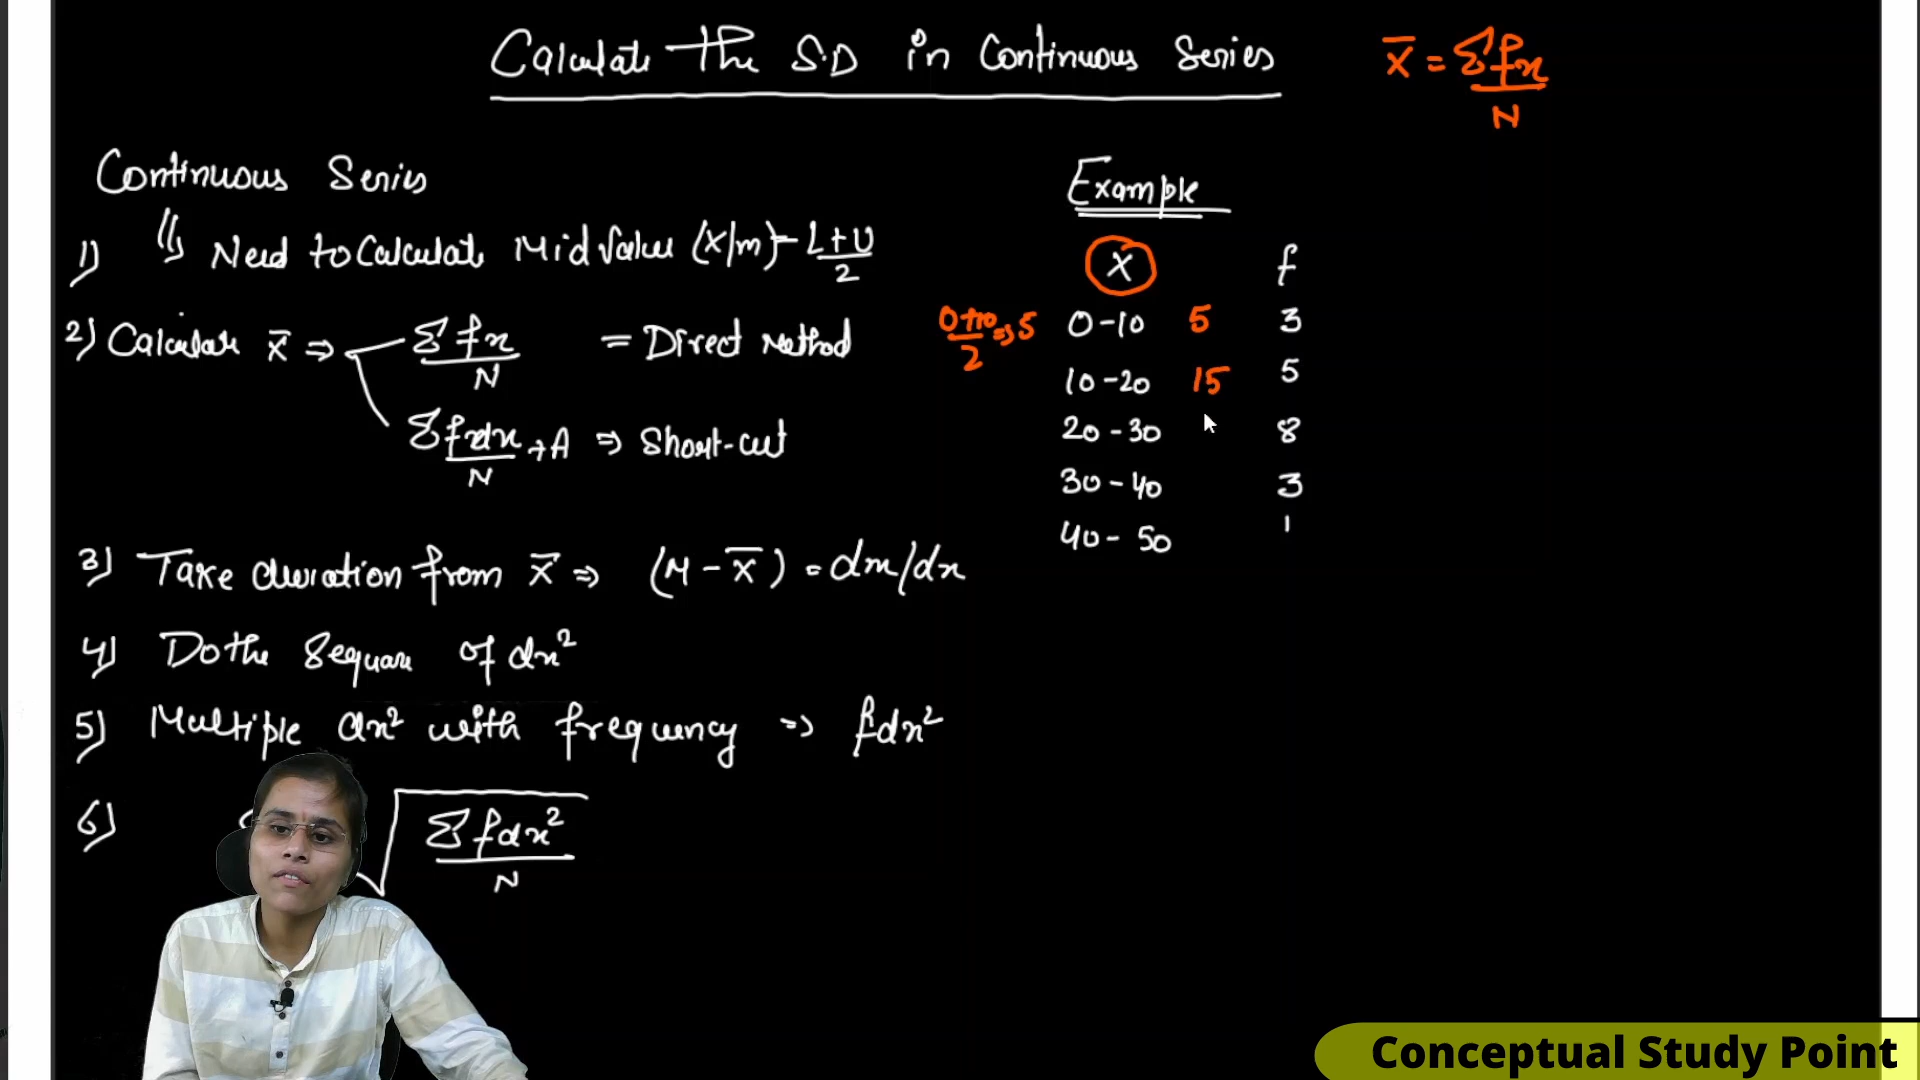 Calculate the S.D in Continuous Series
x̄ = Σfx / N
Continuous Series
1) Need to Calculate Mid Value (X/m) = L+U / 2
2) Calculate x̄ ⇒ Σfx / N = Direct Method
Σfdx / N + A ⇒ Short-cut
3) Take deviation from x̄ ⇒ (M - x̄) = dm/dx
4) Do the Sequare of dx²
5) Multiple dx² with frequency ⇒ fdx²
6) √ Σfdx² / N
Example
X f
0+10 / 2 ⇒ 5 0-10 5 3
10-20 15 5
20-30 8
30-40 3
40-50 1
Conceptual Study Point